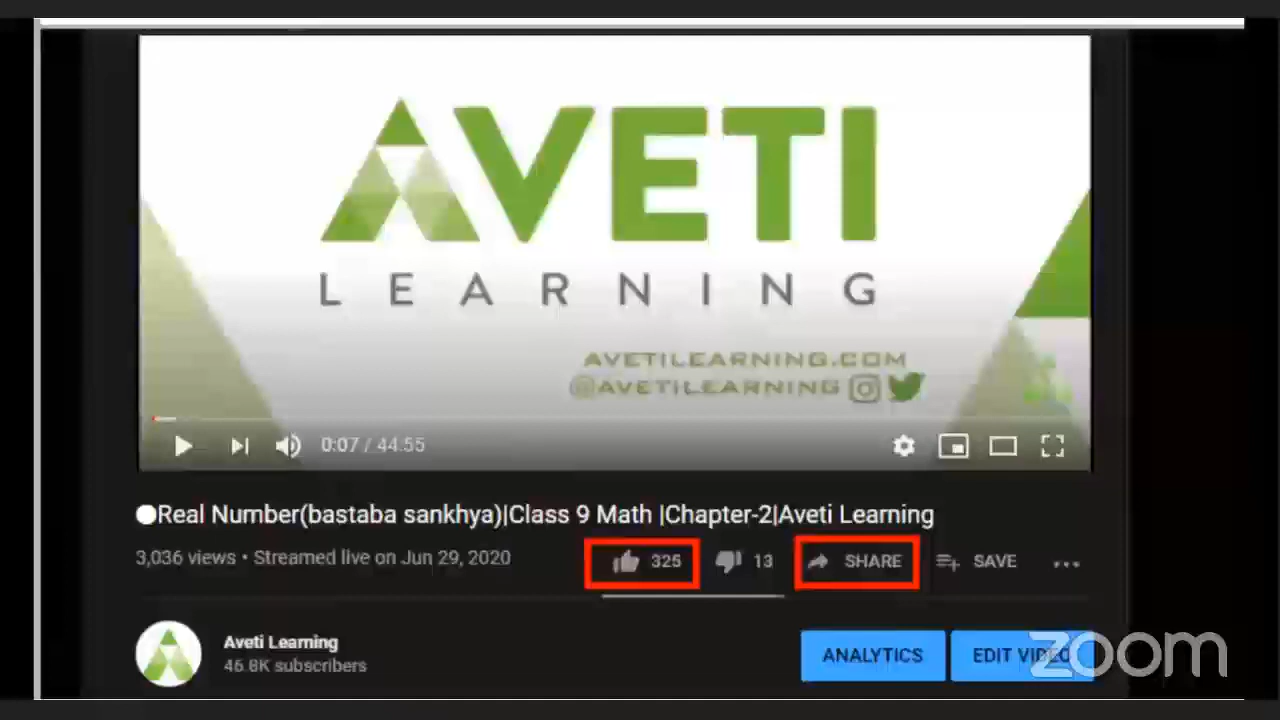 AVETI
LEARNING
AVETILEARNING.COM
@AVETILEARNING
0:07 / 44.55
Real Number(bastaba sankhya)|Class 9 Math |Chapter-2|Aveti Learning
3,036 views • Streamed live on Jun 29, 2020
325
13
SHARE
SAVE
Aveti Learning
46.8K subscribers
ANALYTICS
EDIT VIDEO
zoom